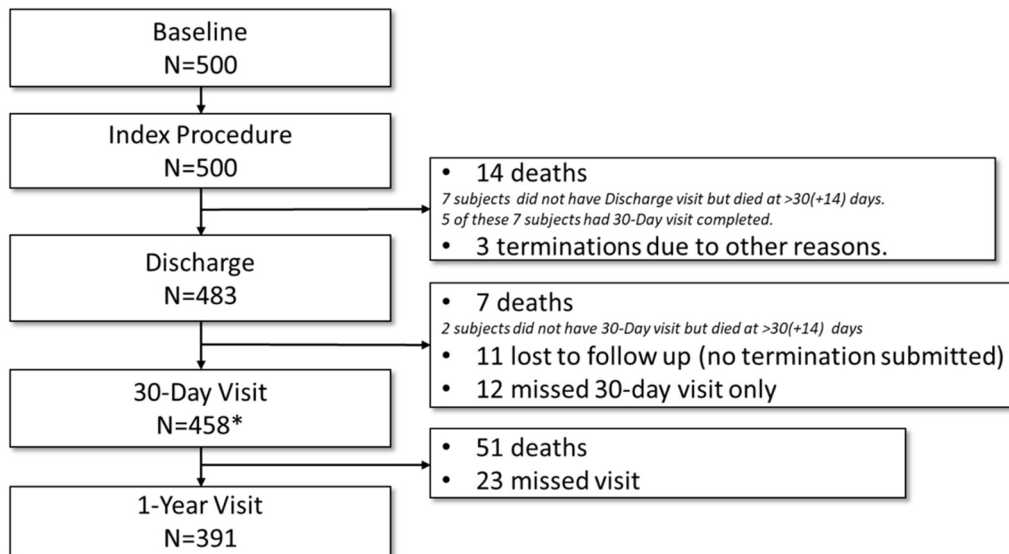 Baseline
N=500
Index Procedure
N=500
• 14 deaths
7 subjects did not have Discharge visit but died at >30(+14) days.
5 of these 7 subjects had 30-Day visit completed.
• 3 terminations due to other reasons.
Discharge
N=483
• 7 deaths
2 subjects did not have 30-Day visit but died at >30(+14) days
• 11 lost to follow up (no termination submitted)
• 12 missed 30-day visit only
30-Day Visit
N=458*
• 51 deaths
• 23 missed visit
1-Year Visit
N=391